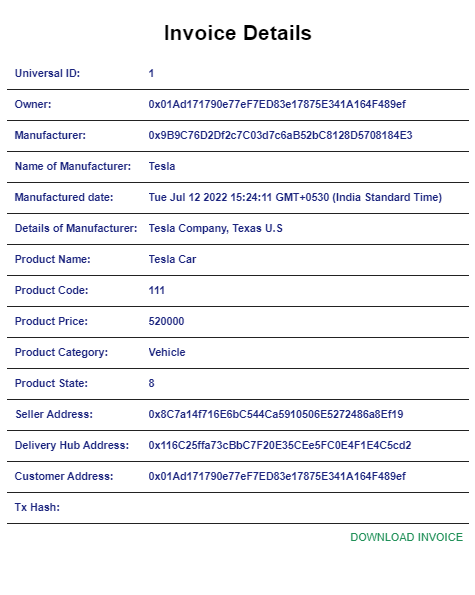 Invoice Details
Universal ID: 1
Owner: 0x01Ad171790e77eF7ED83e17875E341A164F489ef
Manufacturer: 0x9B9C76D2Df2c7C03d7c6aB52bC8128D5708184E3
Name of Manufacturer: Tesla
Manufactured date: Tue Jul 12 2022 15:24:11 GMT+0530 (India Standard Time)
Details of Manufacturer: Tesla Company, Texas U.S
Product Name: Tesla Car
Product Code: 111
Product Price: 520000
Product Category: Vehicle
Product State: 8
Seller Address: 0x8C7a14f716E6bC544Ca5910506E5272486a8Ef19
Delivery Hub Address: 0x116C25ffa73cBbC7F20E35CEe5FC0E4F1E4C5cd2
Customer Address: 0x01Ad171790e77eF7ED83e17875E341A164F489ef
Tx Hash:
DOWNLOAD INVOICE